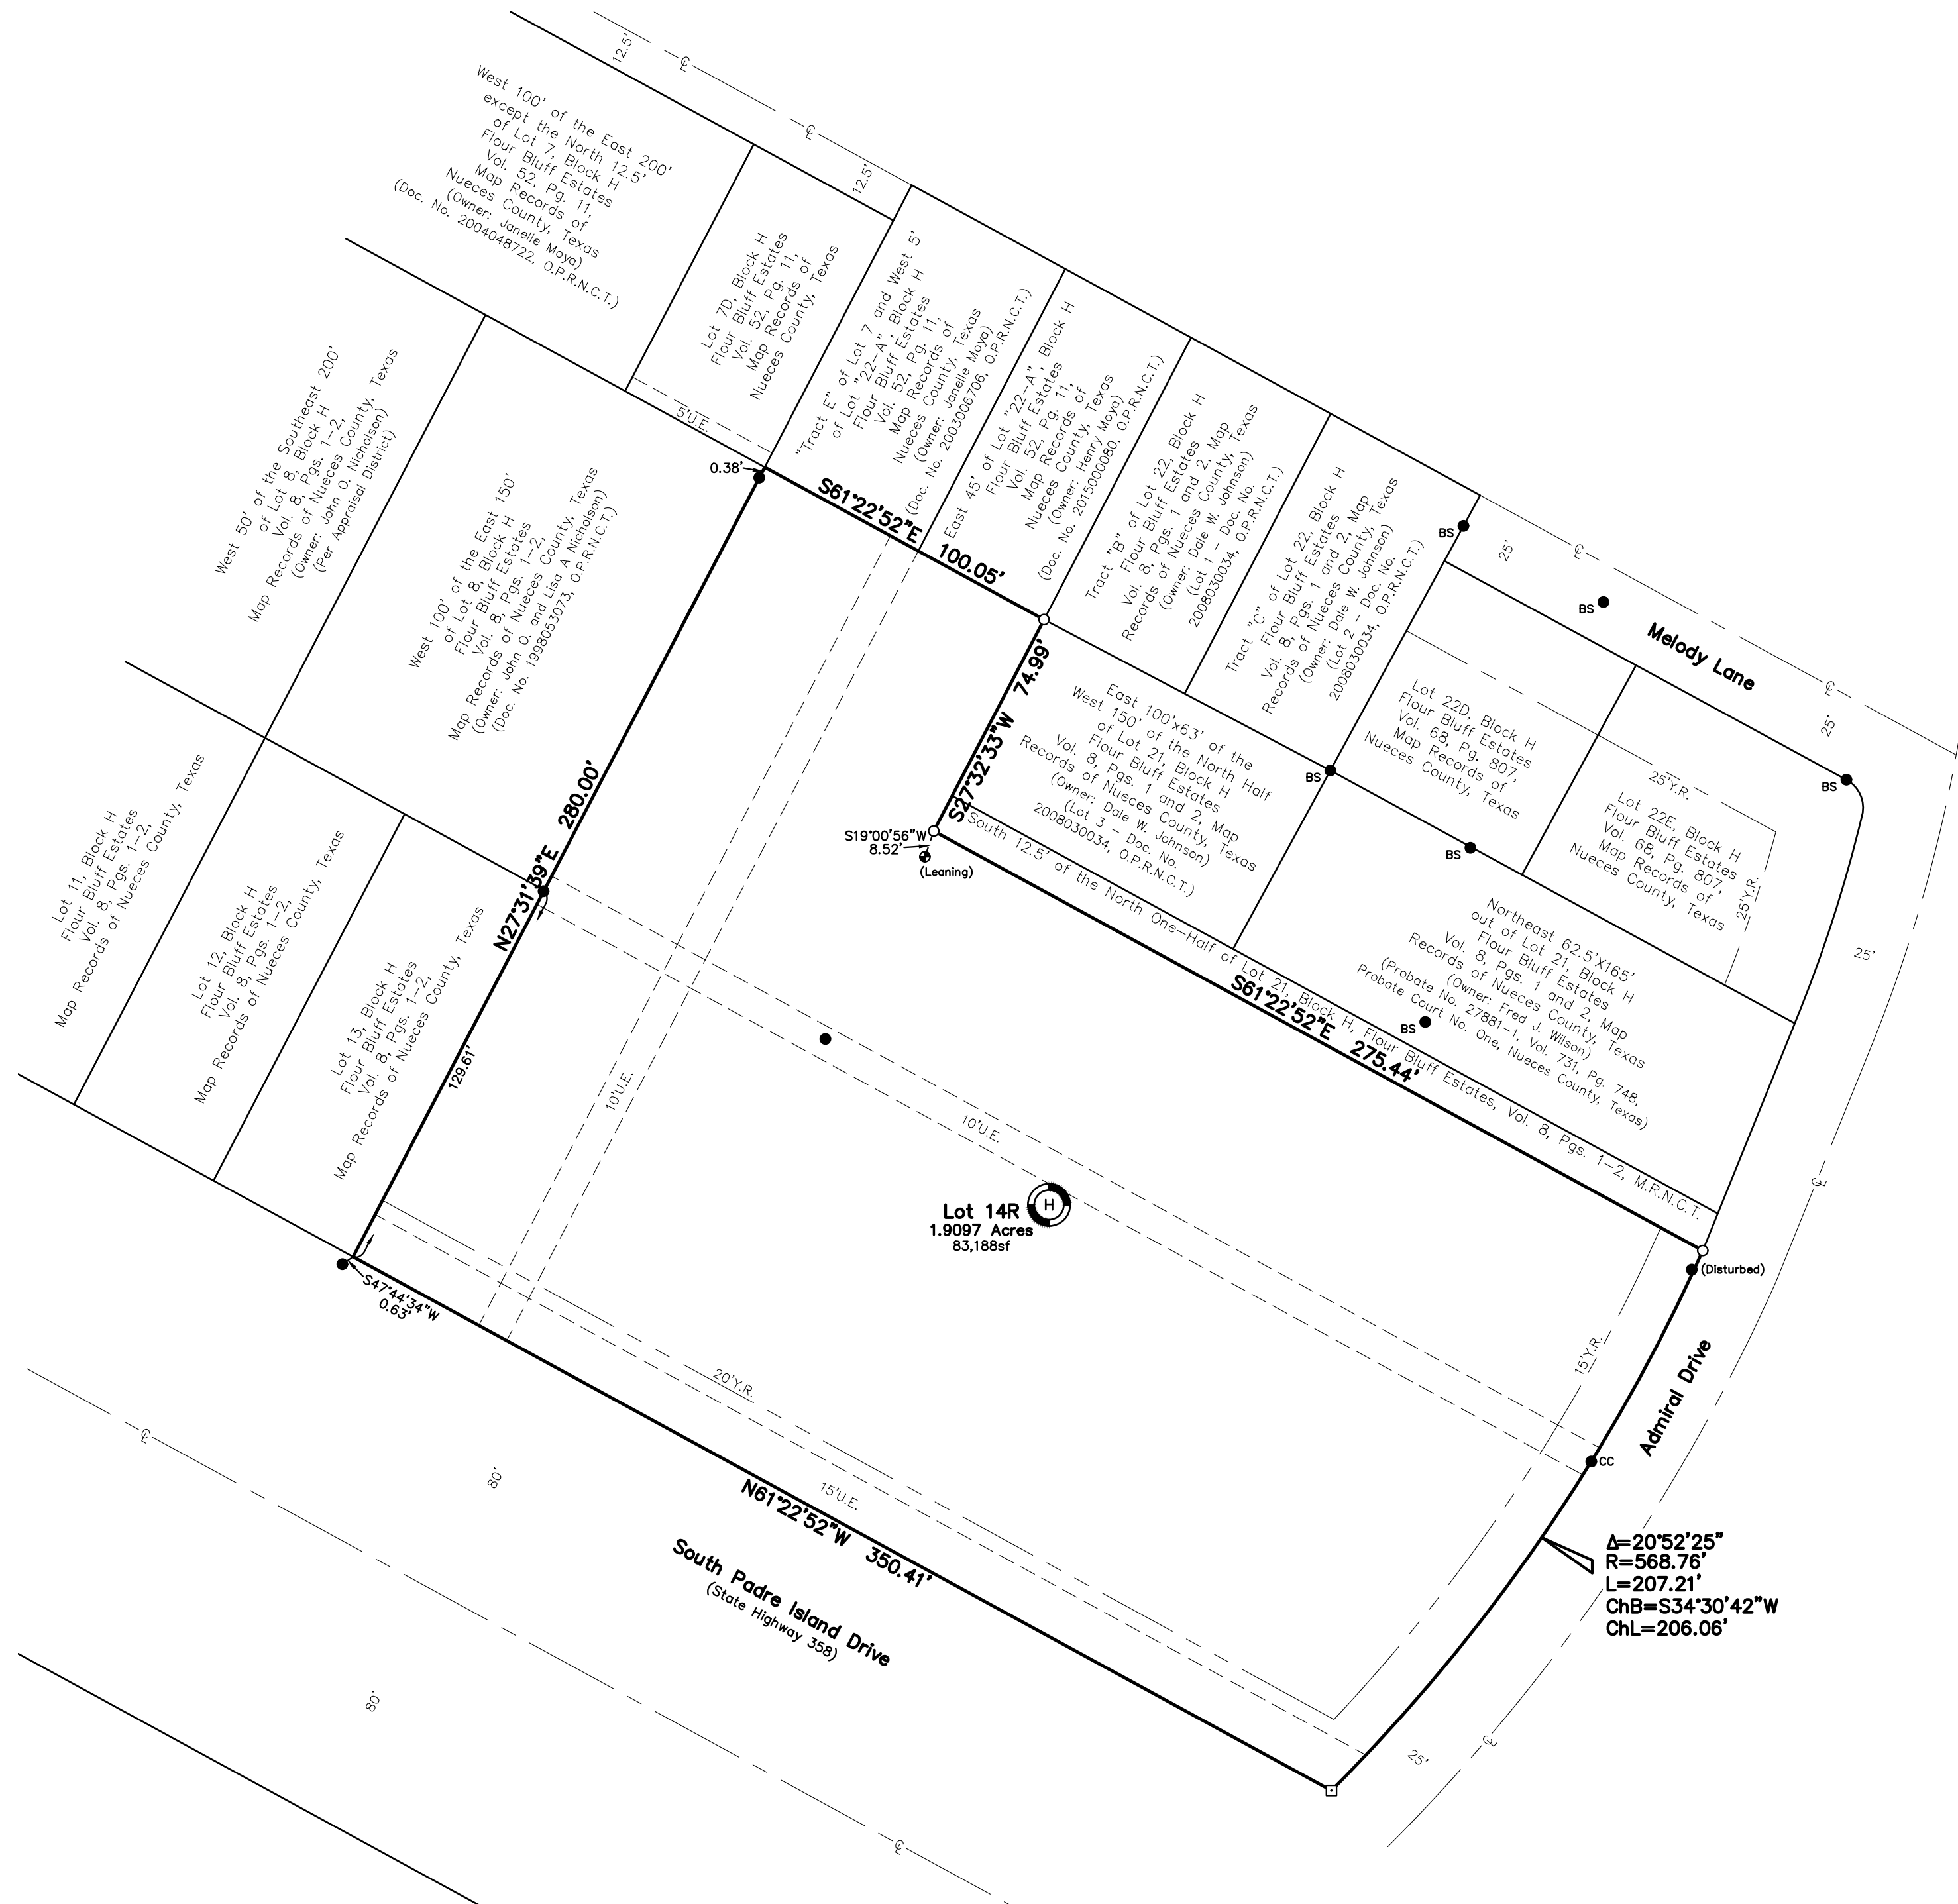 12.5'
℄
West 100' of the East 200'
except the North 12.5'
of Lot 7, Block H
Flour Bluff Estates
Vol. 52, Pg. 11,
Map Records of
Nueces County, Texas
(Owner: Janelle Moya)
(Doc. No. 2004048722, O.P.R.N.C.T.)
℄
12.5'
Lot 7D, Block H
Flour Bluff Estates
Vol. 52, Pg. 11,
Map Records of
Nueces County, Texas
5'U.E.
"Tract E" of Lot 7 and West 5'
of Lot "22-A", Block H
Flour Bluff Estates
Vol. 52, Pg. 11,
Map Records of
Nueces County, Texas
(Owner: Janelle Moya)
(Doc. No. 2003006706, O.P.R.N.C.T.)
East 45' of Lot "22-A", Block H
Flour Bluff Estates
Vol. 52, Pg. 11,
Map Records of
Nueces County, Texas
(Owner: Henry Moya)
(Doc. No. 2015000080, O.P.R.N.C.T.)
Tract "B" of Lot 22, Block H
Flour Bluff Estates
Vol. 8, Pgs. 1 and 2, Map
Records of Nueces County, Texas
(Owner: Dale W. Johnson)
(Lot 1 - Doc. No.
2008030034, O.P.R.N.C.T.)
Tract "C" of Lot 22, Block H
Flour Bluff Estates
Vol. 8, Pgs. 1 and 2, Map
Records of Nueces County, Texas
(Owner: Dale W. Johnson)
(Lot 2 - Doc. No.
2008030034, O.P.R.N.C.T.)
BS
25'
℄
BS
Melody Lane
℄
25'
BS
West 50' of the Southeast 200'
of Lot 8, Block H
Vol. 8, Pgs. 1-2,
Map Records of Nueces County, Texas
(Owner: John O. Nicholson)
(Per Appraisal District)
West 100' of the East 150'
of Lot 8, Block H
Flour Bluff Estates
Vol. 8, Pgs. 1-2,
Map Records of Nueces County, Texas
(Owner: John O. and Lisa A Nicholson)
(Doc. No. 1998053073, O.P.R.N.C.T.)
0.38'
S61°22'52"E 100.05'
S27°32'33"W 74.99'
S19°00'56"W
8.52'
(Leaning)
East 100'x63' of the
West 150' of the North Half
of Lot 21, Block H
Flour Bluff Estates
Vol. 8, Pgs. 1 and 2, Map
Records of Nueces County, Texas
(Owner: Dale W. Johnson)
(Lot 3 - Doc. No.
2008030034, O.P.R.N.C.T.)
BS
Lot 22D, Block H
Flour Bluff Estates
Vol. 68, Pg. 807,
Map Records of
Nueces County, Texas
25'Y.R.
BS
Lot 22E, Block H
Flour Bluff Estates
Vol. 68, Pg. 807,
Map Records of
Nueces County, Texas
25'Y.R.
25'
Northeast 62.5'X165'
out of Lot 21, Block H
Flour Bluff Estates
Vol. 8, Pgs. 1 and 2, Map
Records of Nueces County, Texas
(Owner: Fred J. Wilson)
(Probate No. 27881-1, Vol. 731, Pg. 748,
Probate Court No. One, Nueces County, Texas)
BS
South 12.5' of the North One-Half of Lot 21, Block H, Flour Bluff Estates, Vol. 8, Pgs. 1-2, M.R.N.C.T.
S61°22'52"E 275.44'
Lot 11, Block H
Flour Bluff Estates
Vol. 8, Pgs. 1-2,
Map Records of Nueces County, Texas
Lot 12, Block H
Flour Bluff Estates
Vol. 8, Pgs. 1-2,
Map Records of Nueces County, Texas
Lot 13, Block H
Flour Bluff Estates
Vol. 8, Pgs. 1-2,
Map Records of Nueces County, Texas
N27°31'39"E 280.00'
129.61'
10'U.E.
10'U.E.
H
Lot 14R
1.9097 Acres
83,188sf
℄
(Disturbed)
S47°44'34"W
0.63'
20'Y.R.
15'U.E.
15'Y.R.
Admiral Drive
CC
N61°22'52"W 350.41'
South Padre Island Drive
(State Highway 358)
℄
80'
80'
℄
Δ=20°52'25"
R=568.76'
L=207.21'
ChB=S34°30'42"W
ChL=206.06'
℄
25'